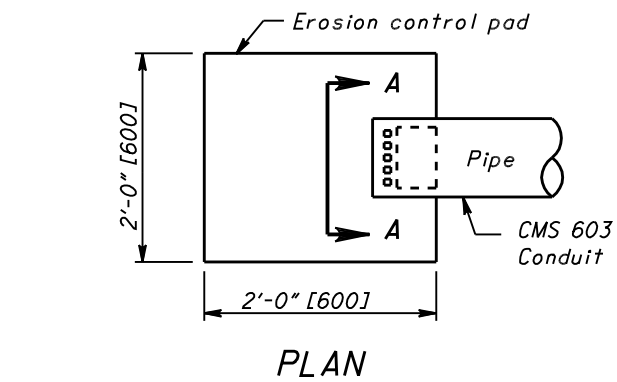 Erosion control pad
A
2'-0" [600]
Pipe
A
CMS 603
Conduit
2'-0" [600]
PLAN